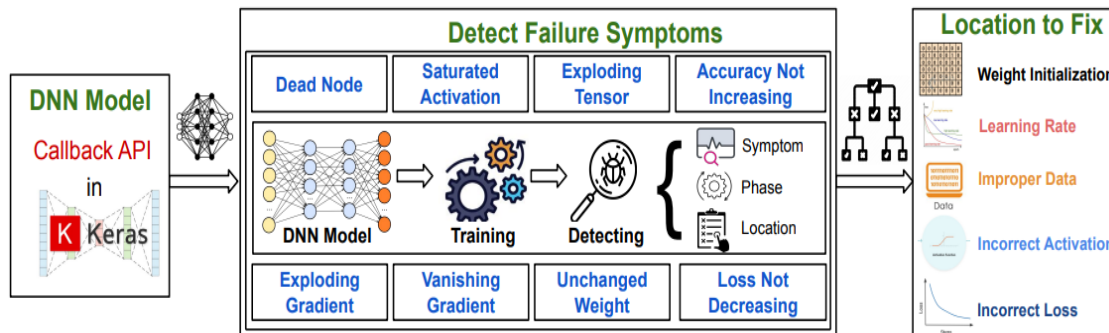 DNN Model
Callback API
in
K Keras
Detect Failure Symptoms
Dead Node
Saturated
Activation
Exploding
Tensor
Accuracy Not
Increasing
DNN Model
Training
Detecting
Symptom
Phase
Location
Exploding
Gradient
Vanishing
Gradient
Unchanged
Weight
Loss Not
Decreasing
Location to Fix
Weight Initialization
Learning Rate
Improper Data
Data
Incorrect Activation
Incorrect Loss
Loss